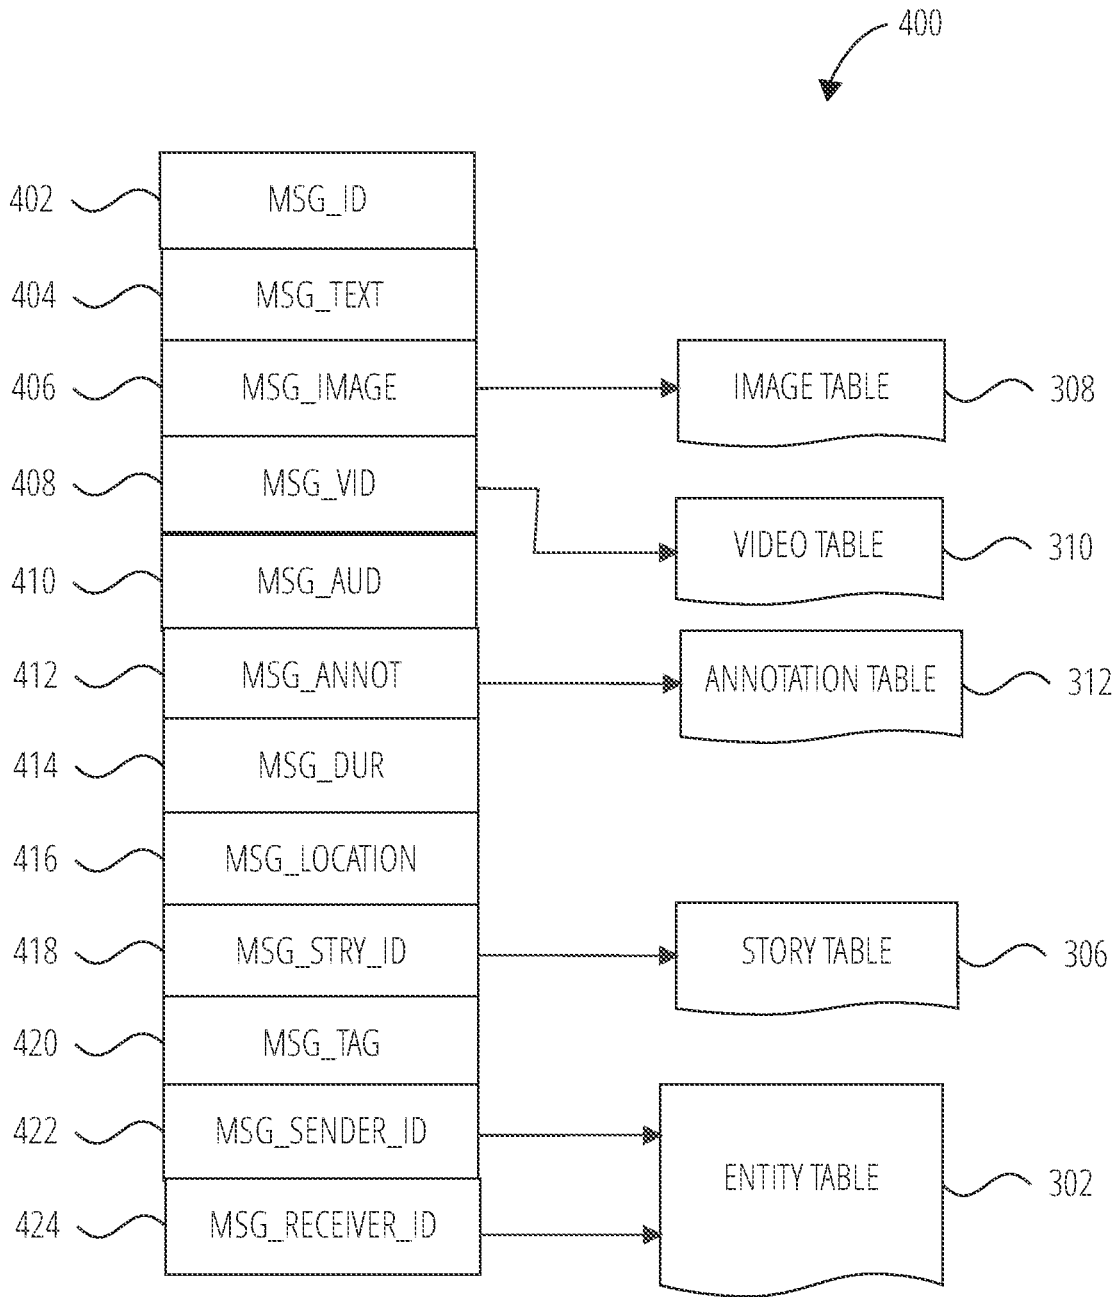 400
402 MSG_ID
404 MSG_TEXT
406 MSG_IMAGE IMAGE TABLE 308
408 MSG_VID VIDEO TABLE 310
410 MSG_AUD
412 MSG_ANNOT ANNOTATION TABLE 312
414 MSG_DUR
416 MSG_LOCATION
418 MSG_STRY_ID STORY TABLE 306
420 MSG_TAG
422 MSG_SENDER_ID
ENTITY TABLE 302
424 MSG_RECEIVER_ID